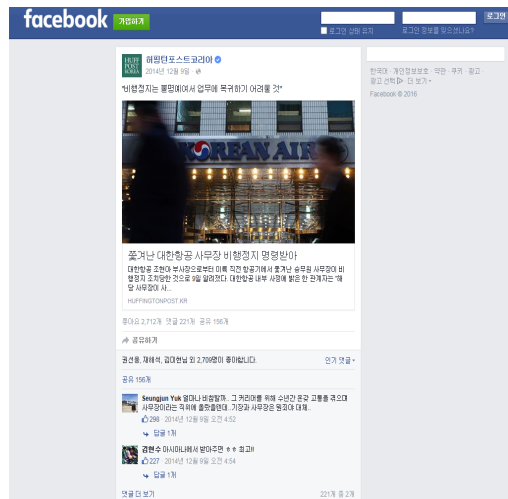 facebook 가입하기
로그인
로그인 상태 유지 로그인 정보를 잊으셨나요?
HUFF POST KOREA
허핑턴포스트코리아
2014년 12월 9일 ·
"비행정지는 불명예여서 업무에 복귀하기 어려울 것"
KOREAN AIR
쫓겨난 대한항공 사무장 비행정지 명령받아
대한항공 조현아 부사장으로부터 이륙 직전 항공기에서 쫓겨난 승무원 사무장이 비
행정지 조치당한 것으로 9일 알려졌다. 대한항공 내부 사정에 밝은 한 관계자는 "해
당 사무장이 사...
HUFFINGTONPOST.KR
좋아요 2,712개 댓글 221개 공유 156개
공유하기
권선용, 재해석, 김미현님 외 2,709명이 좋아합니다.
인기 댓글
공유 156개
Seungjun Yuk 얼마나 비참할까.. 그 커리어를 위해 수년간 온갖 고통을 겪으며
사무장이라는 직위에 올랐을텐데..기장과 사무장은 뭔죄야 대체..
298 · 2014년 12월 9일 오전 4:52
답글 1개
김현수 아시아나에서 받아주면 ㅎㅎ 최고!!
227 · 2014년 12월 9일 오전 4:54
답글 1개
댓글 더 보기
221개 중 2개
한국어 · 개인정보보호 · 약관 · 쿠키 · 광고 ·
광고 선택 · 더 보기
Facebook © 2016